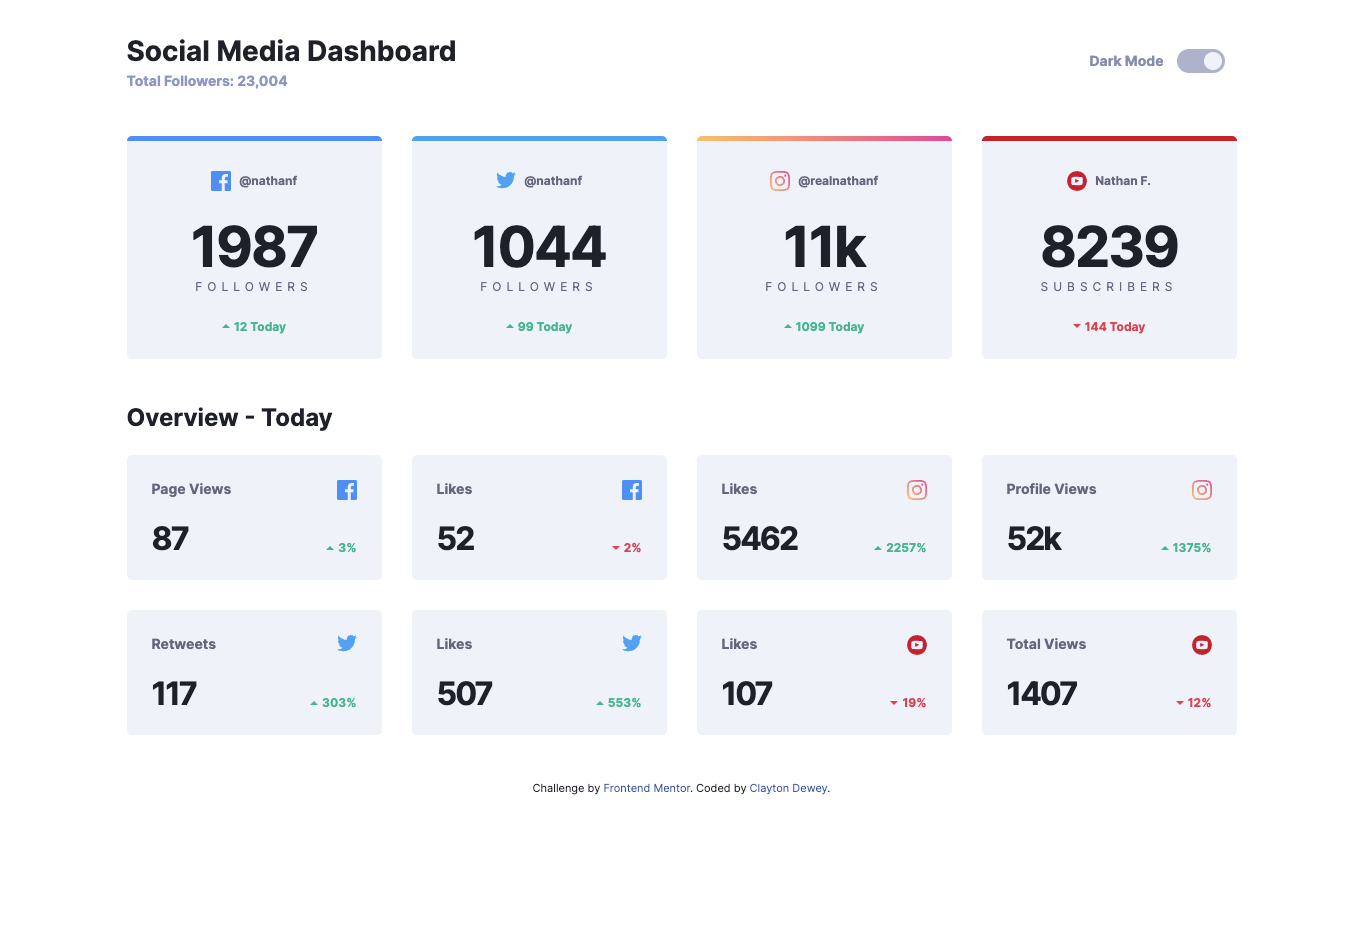 Social Media Dashboard
Total Followers: 23,004
Dark Mode
@nathanf
1987
FOLLOWERS
12 Today
@nathanf
1044
FOLLOWERS
99 Today
@realnathanf
11k
FOLLOWERS
1099 Today
Nathan F.
8239
SUBSCRIBERS
144 Today
Overview - Today
Page Views
87
3%
Likes
52
2%
Likes
5462
2257%
Profile Views
52k
1375%
Retweets
117
303%
Likes
507
553%
Likes
107
19%
Total Views
1407
12%
Challenge by Frontend Mentor. Coded by Clayton Dewey.